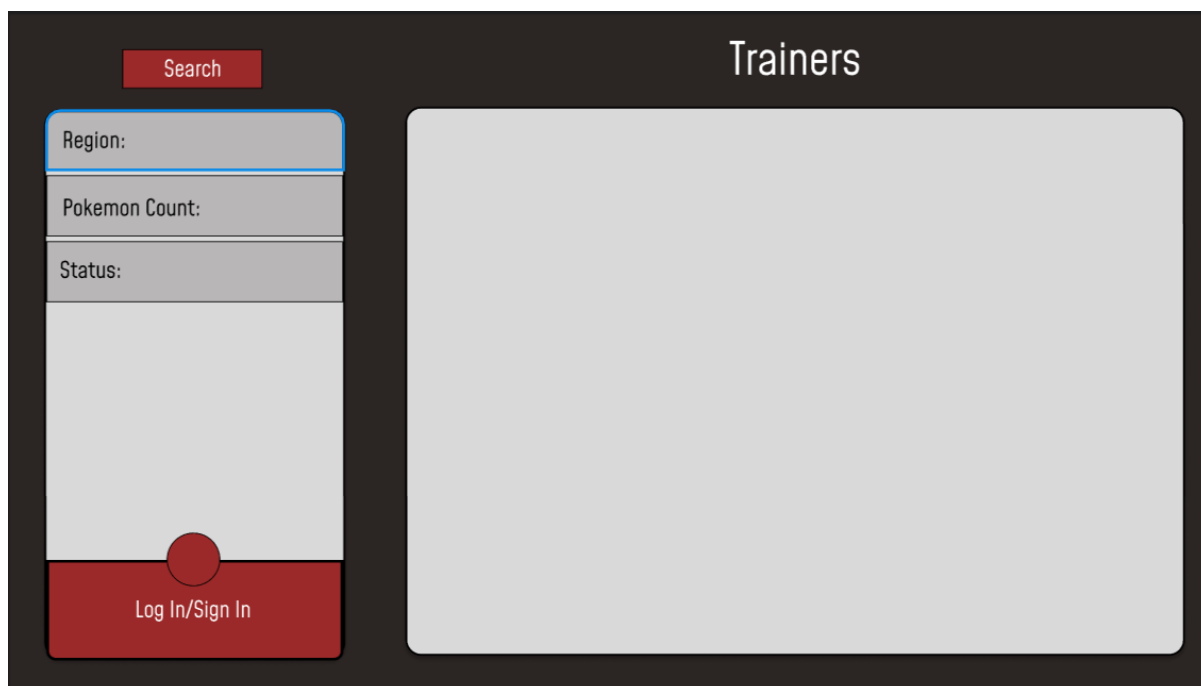 Search
Trainers
Region:
Pokemon Count:
Status:
Log In/Sign In